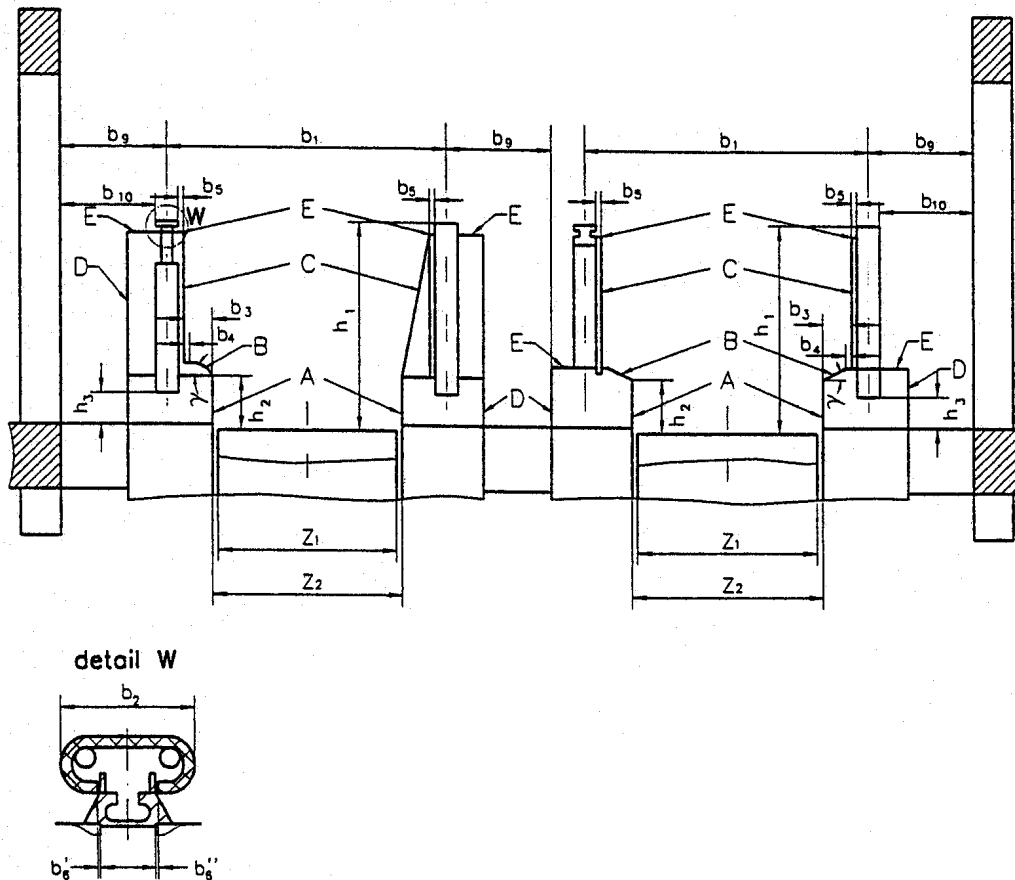 b₉ b₁ b₉ b₁ b₉
b₁₀ b₅ b₅ b₅ b₅ b₁₀
E W E E E
D C C
b₃ h₁ b₃ h₁
b₄ B E B b₄ E
A D A D
h₃ γ h₂ h₂ γ h₃
Z₁ Z₁
Z₂ Z₂
detail W
b₂
b₆' b₆''